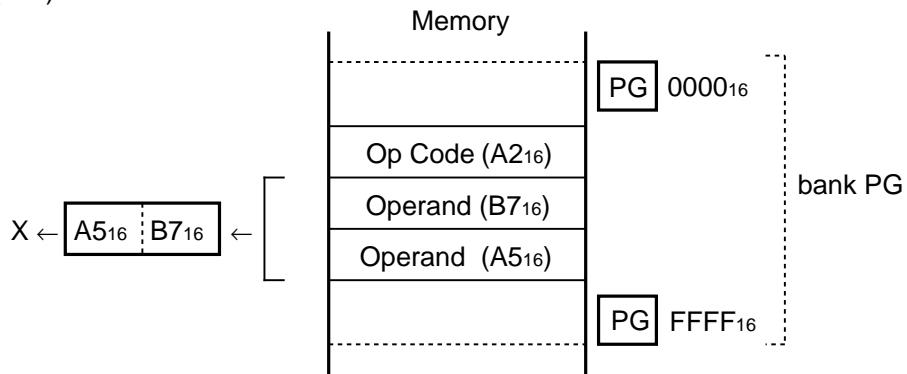 Memory
PG 0000₁₆
Op Code (A2₁₆)
bank PG
Operand (B7₁₆)
X ← A5₁₆ B7₁₆ ←
Operand (A5₁₆)
PG FFFF₁₆